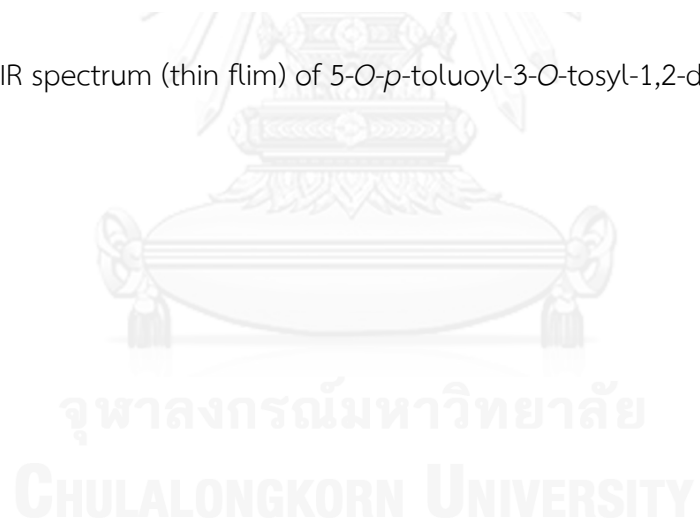 IR spectrum (thin flim) of 5-O-p-toluoyl-3-O-tosyl-1,2-d
จุฬาลงกรณ์มหาวิทยาลัย
CHULALONGKORN UNIVERSITY